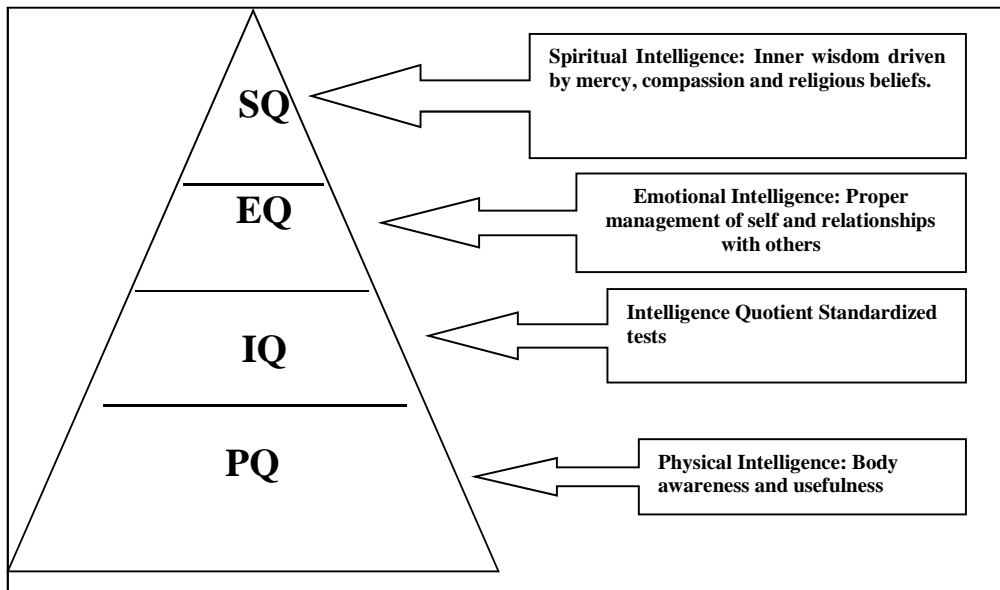 SQ
Spiritual Intelligence: Inner wisdom driven
by mercy, compassion and religious beliefs.
EQ
Emotional Intelligence: Proper
management of self and relationships
with others
IQ
Intelligence Quotient Standardized
tests
PQ
Physical Intelligence: Body
awareness and usefulness